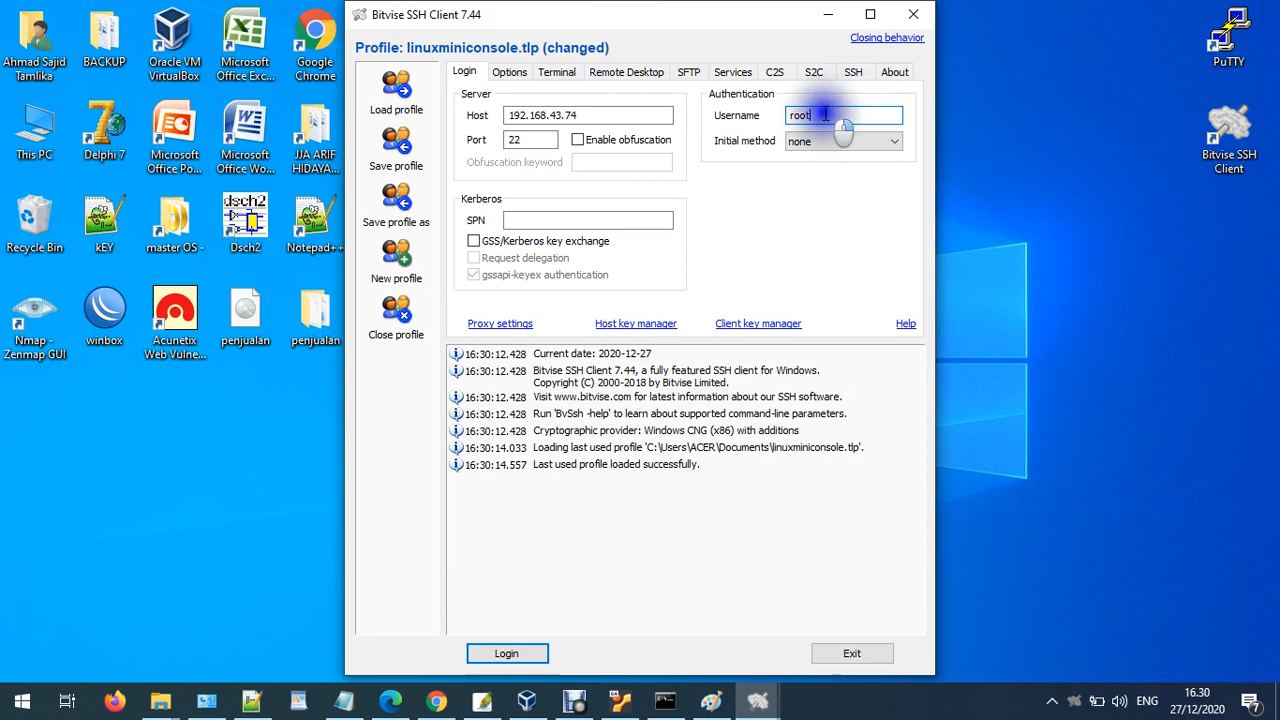 Bitvise SSH Client 7.44
Closing behavior
Profile: linuxminiconsole.tlp (changed)
Load profile
Save profile
Save profile as
New profile
Close profile
Login Options Terminal Remote Desktop SFTP Services C2S S2C SSH About
Server
Host 192.168.43.74
Port 22 Enable obfuscation
Obfuscation keyword
Authentication
Username root
Initial method none
Kerberos
SPN
GSS/Kerberos key exchange
Request delegation
gssapi-keyex authentication
Proxy settings Host key manager Client key manager Help
16:30:12.428 Current date: 2020-12-27
16:30:12.428 Bitvise SSH Client 7.44, a fully featured SSH client for Windows.
Copyright (C) 2000-2018 by Bitvise Limited.
16:30:12.428 Visit www.bitvise.com for latest information about our SSH software.
16:30:12.428 Run 'BvSsh -help' to learn about supported command-line parameters.
16:30:12.428 Cryptographic provider: Windows CNG (x86) with additions
16:30:14.033 Loading last used profile 'C:\Users\ACER\Documents\linuxminiconsole.tlp'.
16:30:14.557 Last used profile loaded successfully.
Login Exit
Ahmad Sajid
Tamlika
BACKUP
Oracle VM
VirtualBox
Microsoft
Office Exc...
Google
Chrome
This PC
Delphi 7
Microsoft
Office Po...
Microsoft
Office Wo...
JJA ARIF
HIDAYA...
Recycle Bin
kEY
master OS -
Dsch2
dsch2
Notepad++
Nmap -
Zenmap GUI
winbox
Acunetix
Web Vulne...
penjualan
penjualan
PuTTY
Bitvise SSH
Client
ENG
16.30
27/12/2020
7